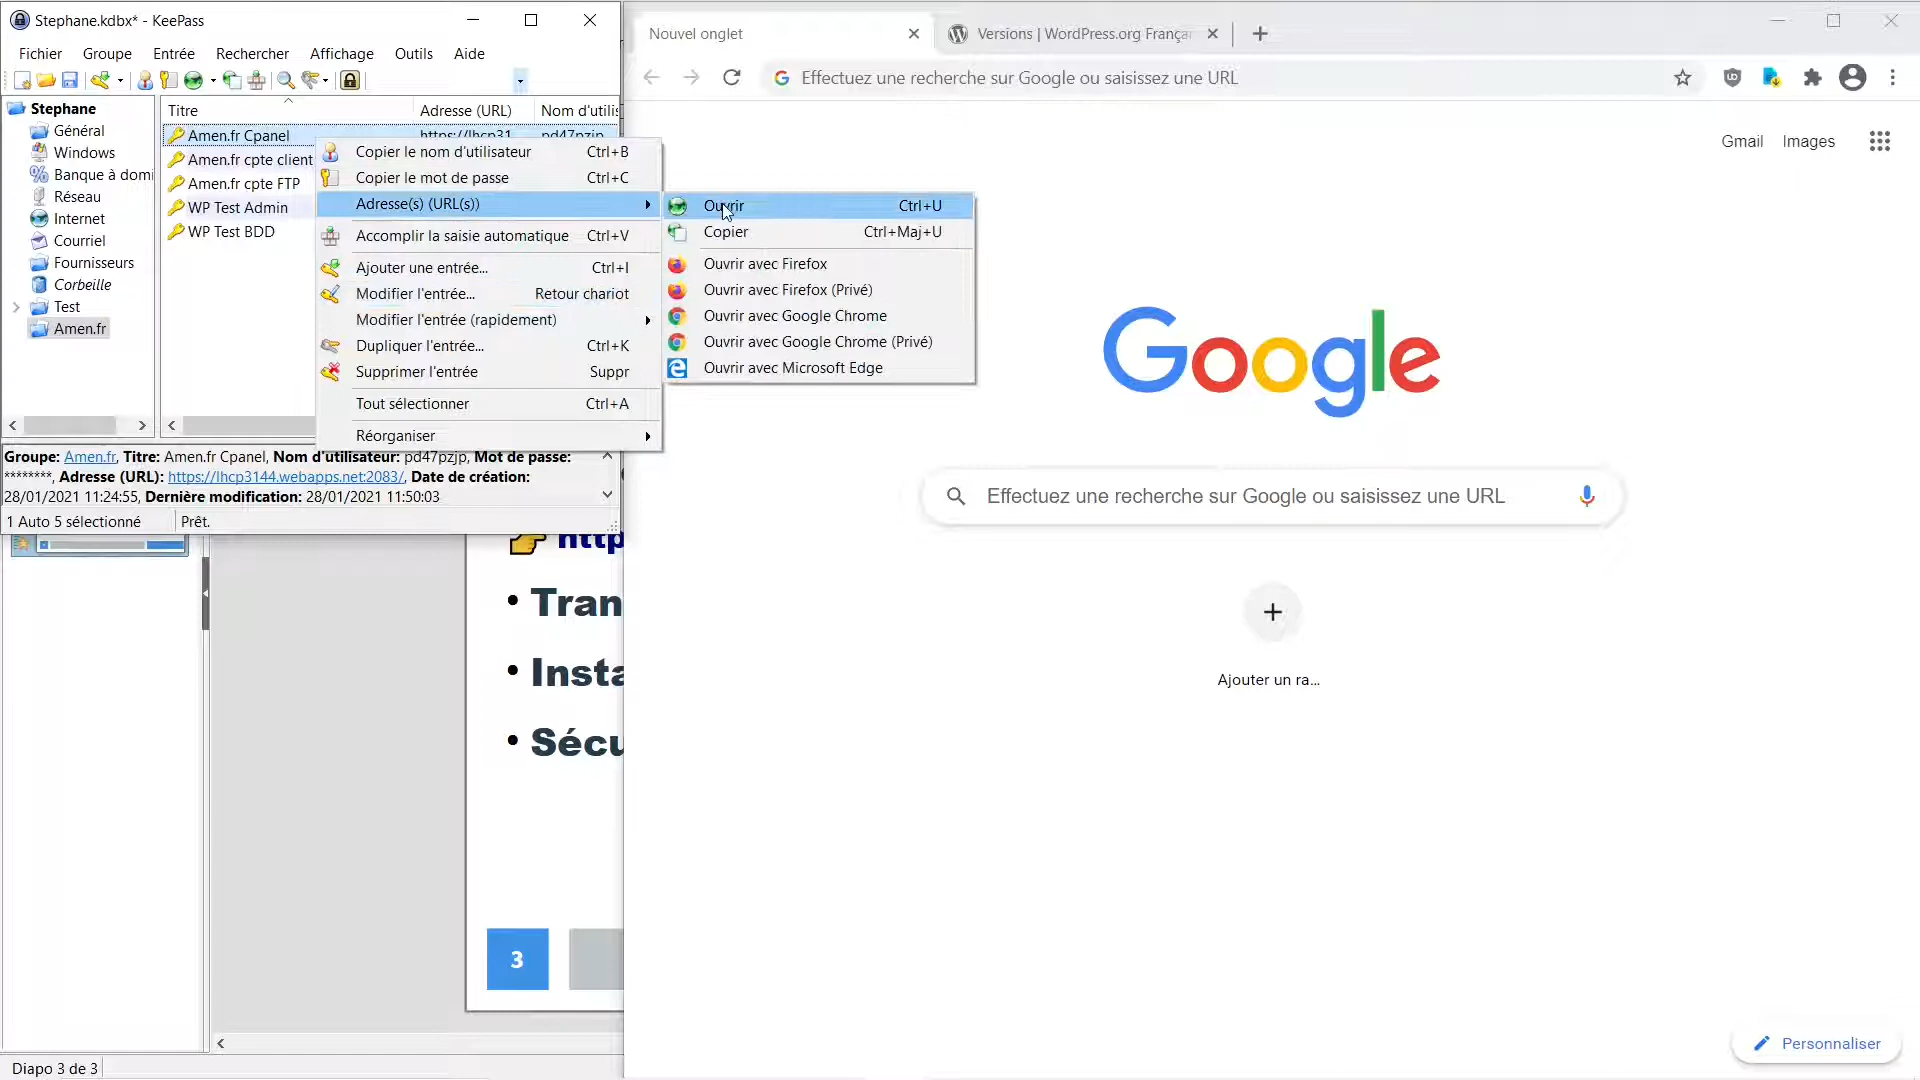 Stephane.kdbx* - KeePass
Fichier Groupe Entrée Rechercher Affichage Outils Aide
Stephane
Général
Windows
Banque à domi
Réseau
Internet
Courriel
Fournisseurs
Corbeille
Test
Amen.fr
Titre Adresse (URL) Nom d'utilis
Amen.fr Cpanel https://lhcp31 pd47pzjp
Amen.fr cpte client
Amen.fr cpte FTP
WP Test Admin
WP Test BDD
Copier le nom d'utilisateur Ctrl+B
Copier le mot de passe Ctrl+C
Adresse(s) (URL(s))
Accomplir la saisie automatique Ctrl+V
Ajouter une entrée... Ctrl+I
Modifier l'entrée... Retour chariot
Modifier l'entrée (rapidement)
Dupliquer l'entrée... Ctrl+K
Supprimer l'entrée Suppr
Tout sélectionner Ctrl+A
Réorganiser
Ouvrir Ctrl+U
Copier Ctrl+Maj+U
Ouvrir avec Firefox
Ouvrir avec Firefox (Privé)
Ouvrir avec Google Chrome
Ouvrir avec Google Chrome (Privé)
Ouvrir avec Microsoft Edge
Groupe: Amen.fr, Titre: Amen.fr Cpanel, Nom d'utilisateur: pd47pzjp, Mot de passe:
********, Adresse (URL): https://lhcp3144.webapps.net:2083/, Date de création:
28/01/2021 11:24:55, Dernière modification: 28/01/2021 11:50:03
1 Auto 5 sélectionné Prêt.
http
• Tran
• Insta
• Sécu
3
Diapo 3 de 3
Nouvel onglet
Versions | WordPress.org França
Effectuez une recherche sur Google ou saisissez une URL
Gmail Images
Google
Effectuez une recherche sur Google ou saisissez une URL
Ajouter un ra...
Personnaliser